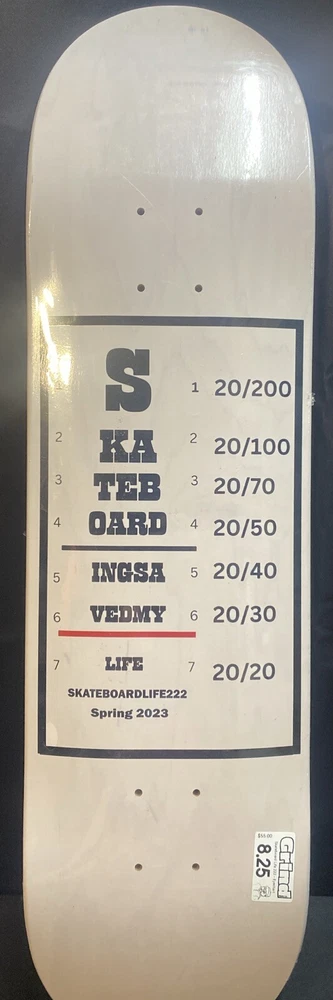 S 1 20/200
2 KA 2 20/100
3 TEB 3 20/70
4 OARD 4 20/50
5 INGSA 5 20/40
6 VEDMY 6 20/30
7 LIFE 7 20/20
SKATEBOARDLIFE222
Spring 2023
Grind
8.25
$55.00